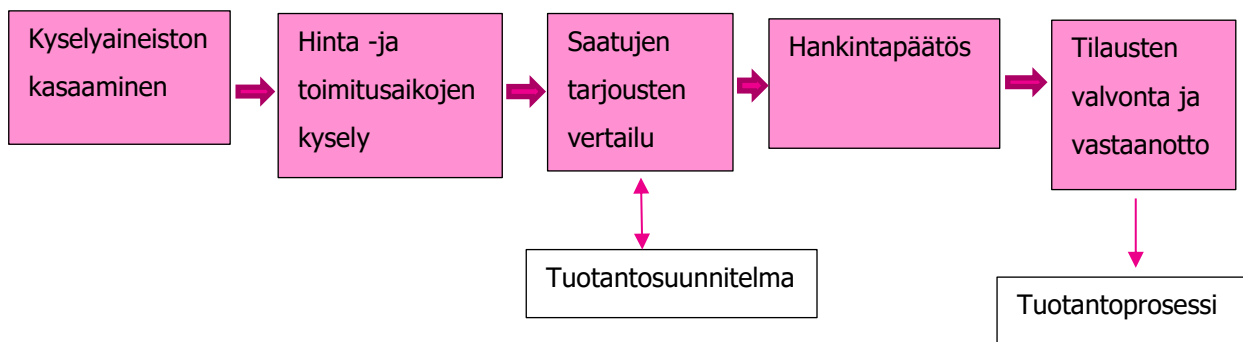 Kyselyaineiston
kasaaminen
Hinta -ja
toimitusaikojen
kysely
Saatujen
tarjousten
vertailu
Hankintapäätös
Tilausten
valvonta ja
vastaanotto
Tuotantosuunnitelma
Tuotantoprosessi